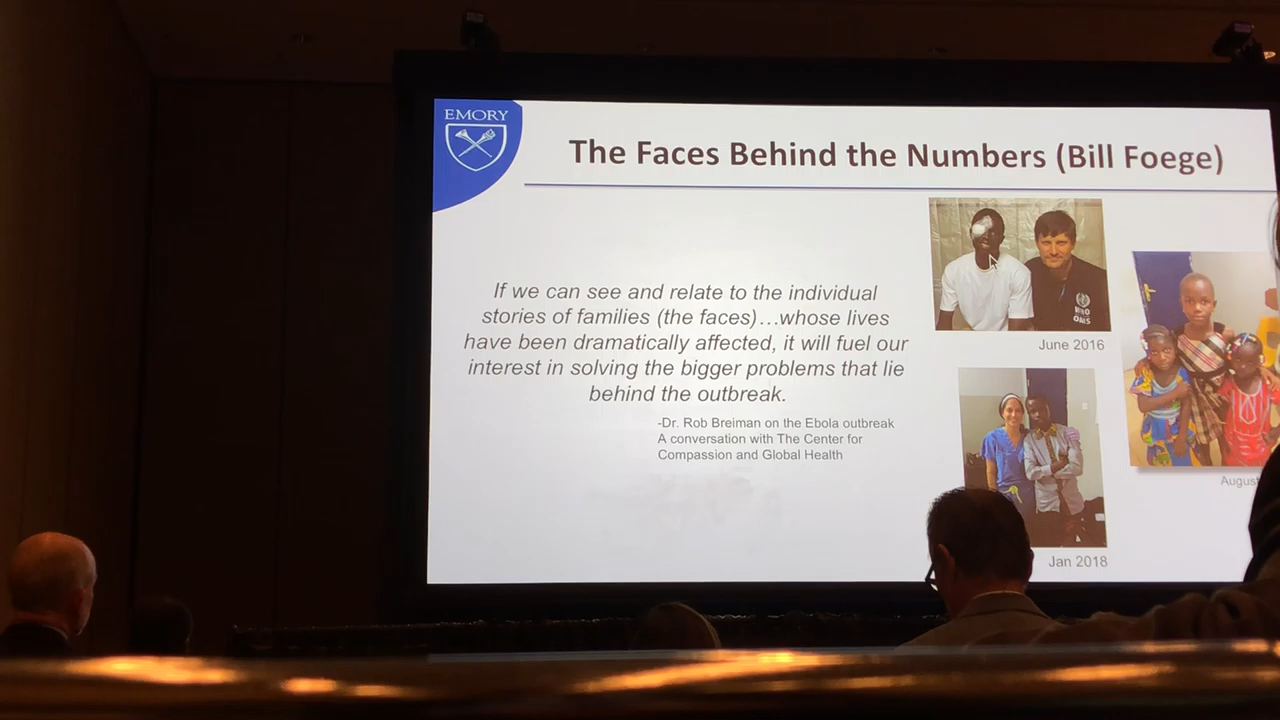 EMORY
The Faces Behind the Numbers (Bill Foege)
If we can see and relate to the individual
stories of families (the faces)…whose lives
have been dramatically affected, it will fuel our
interest in solving the bigger problems that lie
behind the outbreak.
-Dr. Rob Breiman on the Ebola outbreak
A conversation with The Center for
Compassion and Global Health
OMS
June 2016
August
Jan 2018